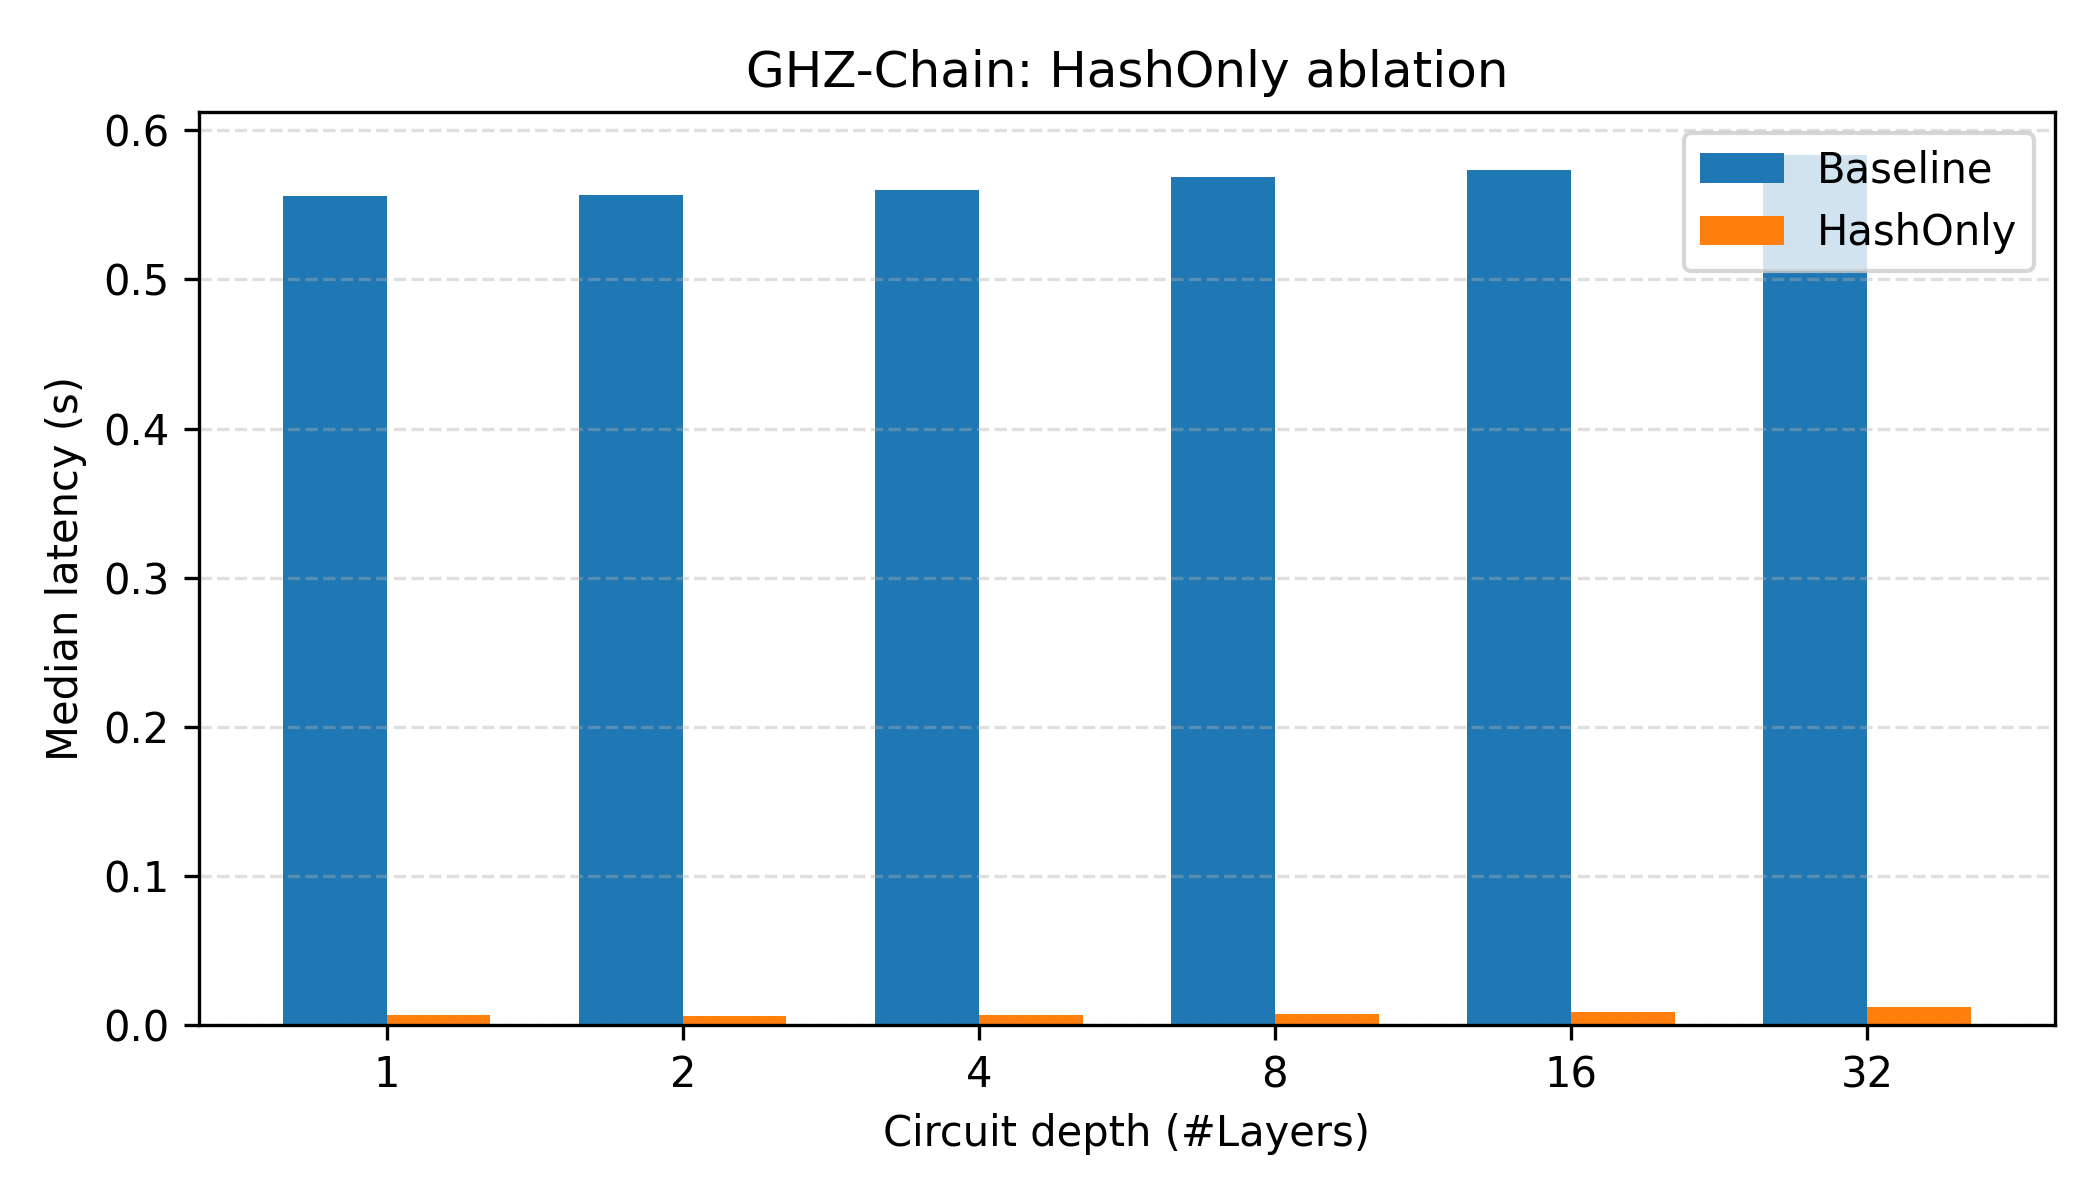 GHZ-Chain: HashOnly ablation
Baseline
HashOnly
Median latency (s)
0.6
0.5
0.4
0.3
0.2
0.1
0.0
1 2 4 8 16 32
Circuit depth (#Layers)